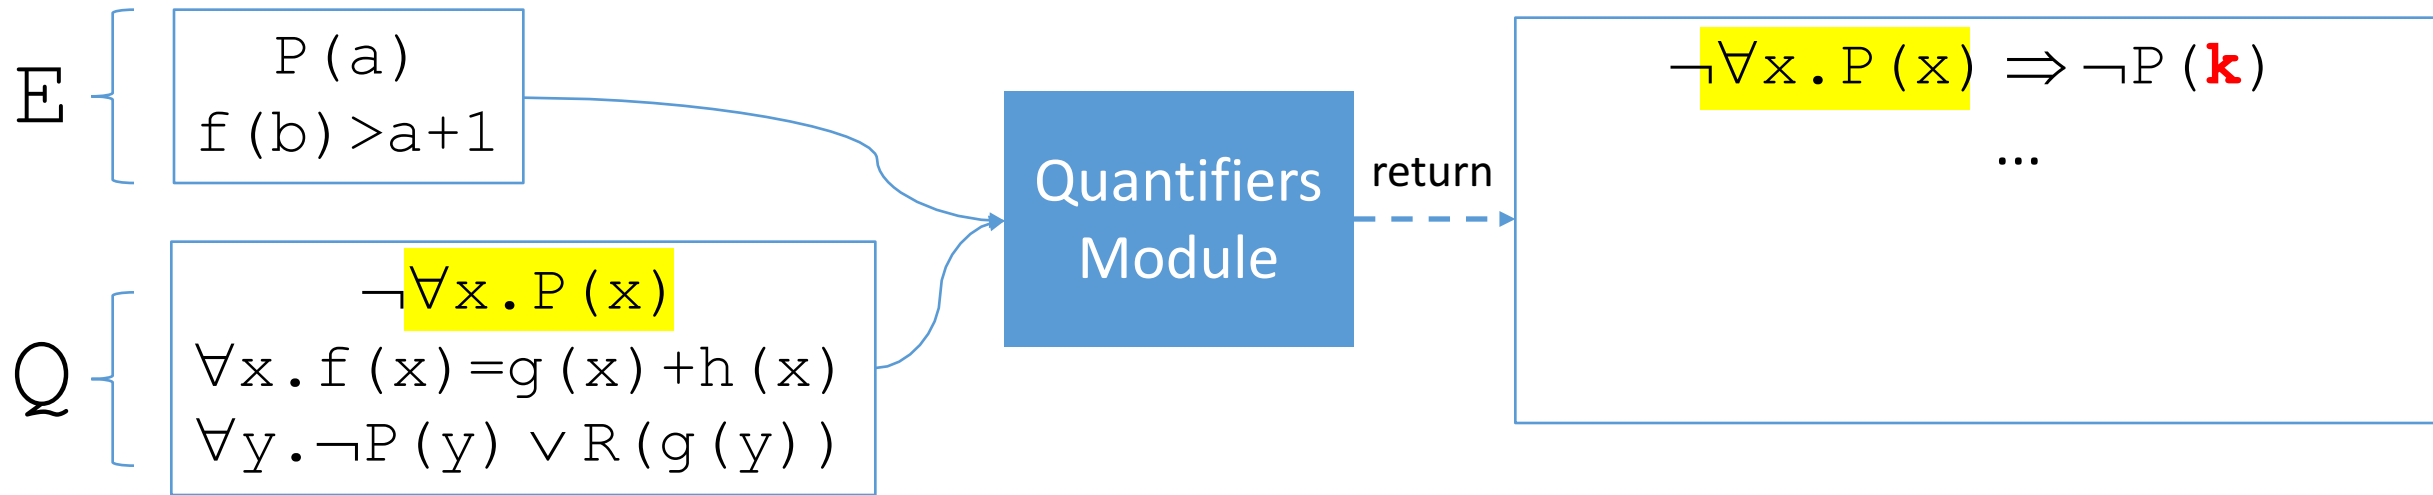 E
P(a)
f(b)>a+1
Q
¬∀x.P(x)
∀x.f(x)=g(x)+h(x)
∀y.¬P(y)∨R(g(y))
Quantifiers
Module
return
¬∀x.P(x)⇒¬P(k)
…